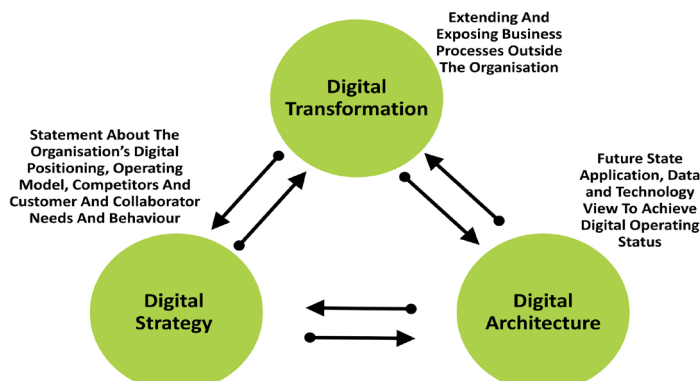 Extending And
Exposing Business
Processes Outside
The Organisation
Digital
Transformation
Statement About The
Organisation's Digital
Positioning, Operating
Model, Competitors And
Customer And Collaborator
Needs And Behaviour
Future State
Application, Data
and Technology
View To Achieve
Digital Operating
Status
Digital
Strategy
Digital
Architecture